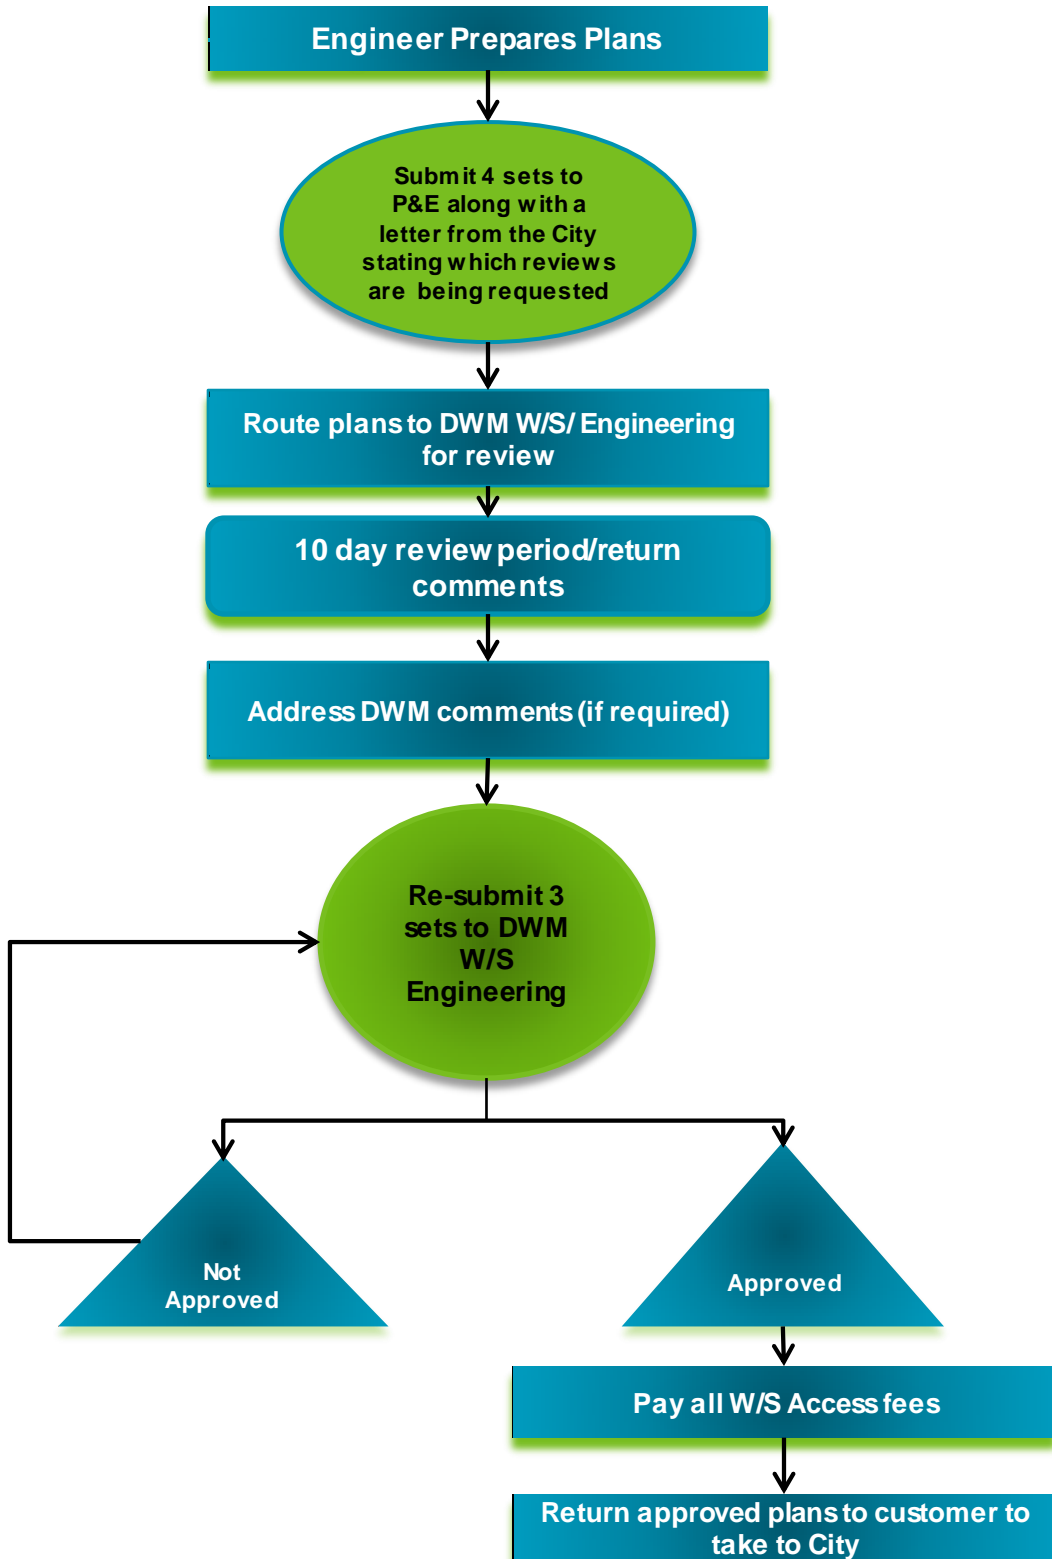 Engineer Prepares Plans
Submit 4 sets to
P&E along with a
letter from the City
stating which reviews
are being requested
Route plans to DWM W/S/ Engineering
for review
10 day review period/return
comments
Address DWM comments (if required)
Re-submit 3
sets to DWM
W/S
Engineering
Not
Approved
Approved
Pay all W/S Access fees
Return approved plans to customer to
take to City